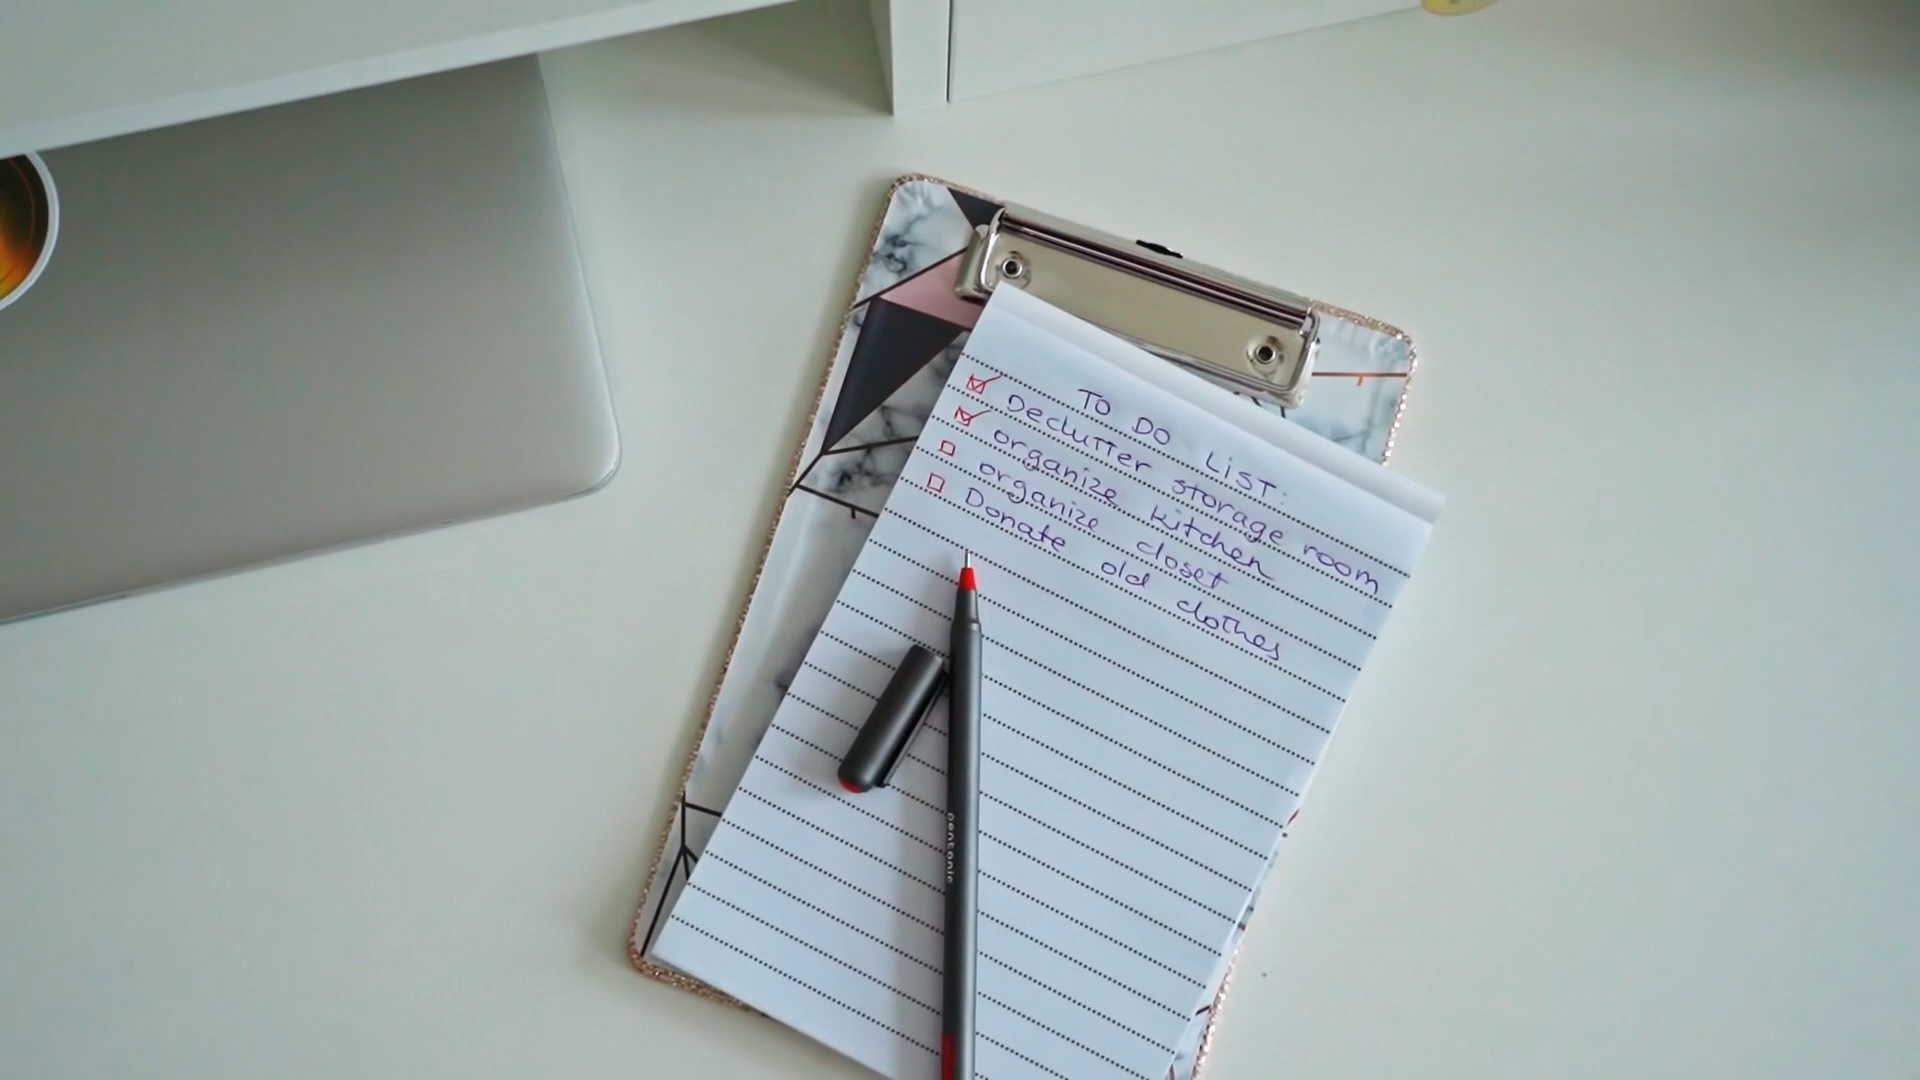 TO DO LIST.
Declutter storage room
organize kitchen
organize closet
Donate old clothes
pentonic